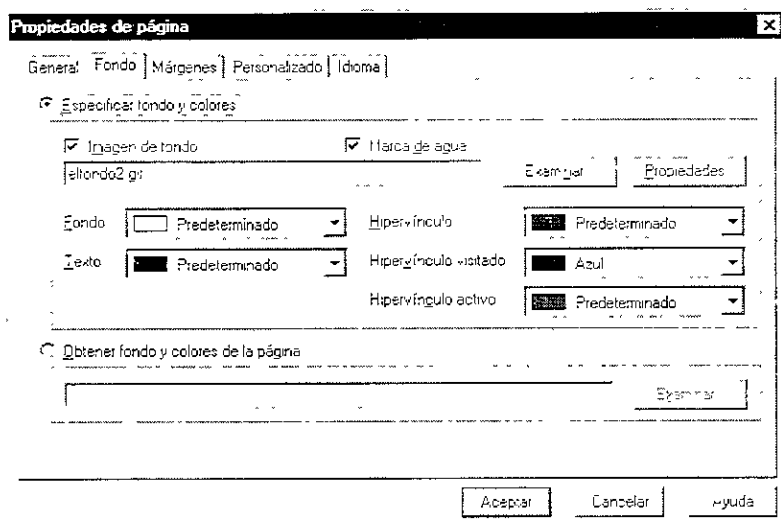 Propiedades de página
General Fondo Márgenes Personalizado Idioma
Especificar fondo y colores
Imagen de fondo Marca de agua
elfondo2.gif Examinar Propiedades
Fondo Predeterminado Hipervínculo Predeterminado
Texto Predeterminado Hipervínculo visitado Azul
Hipervínculo activo Predeterminado
Obtener fondo y colores de la página
Examinar
Aceptar Cancelar Ayuda